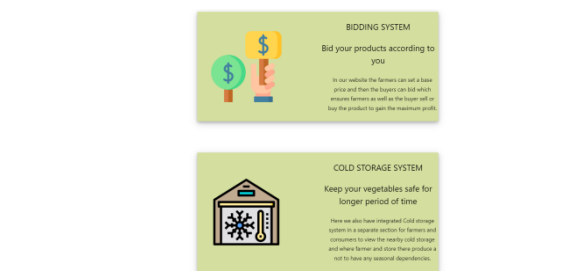 BIDDING SYSTEM
Bid your products according to
you
In our website the farmers can set a base
price and then the buyers can bid which
ensures farmers as well as the buyer sell or
buy the product to gain the maximum profit.
COLD STORAGE SYSTEM
Keep your vegetables safe for
longer period of time
Here we also have integrated Cold storage
system in a separate section for farmers and
consumers to view the nearby cold storage
and where farmer and store there produce a
not to have any seasonal dependencies.